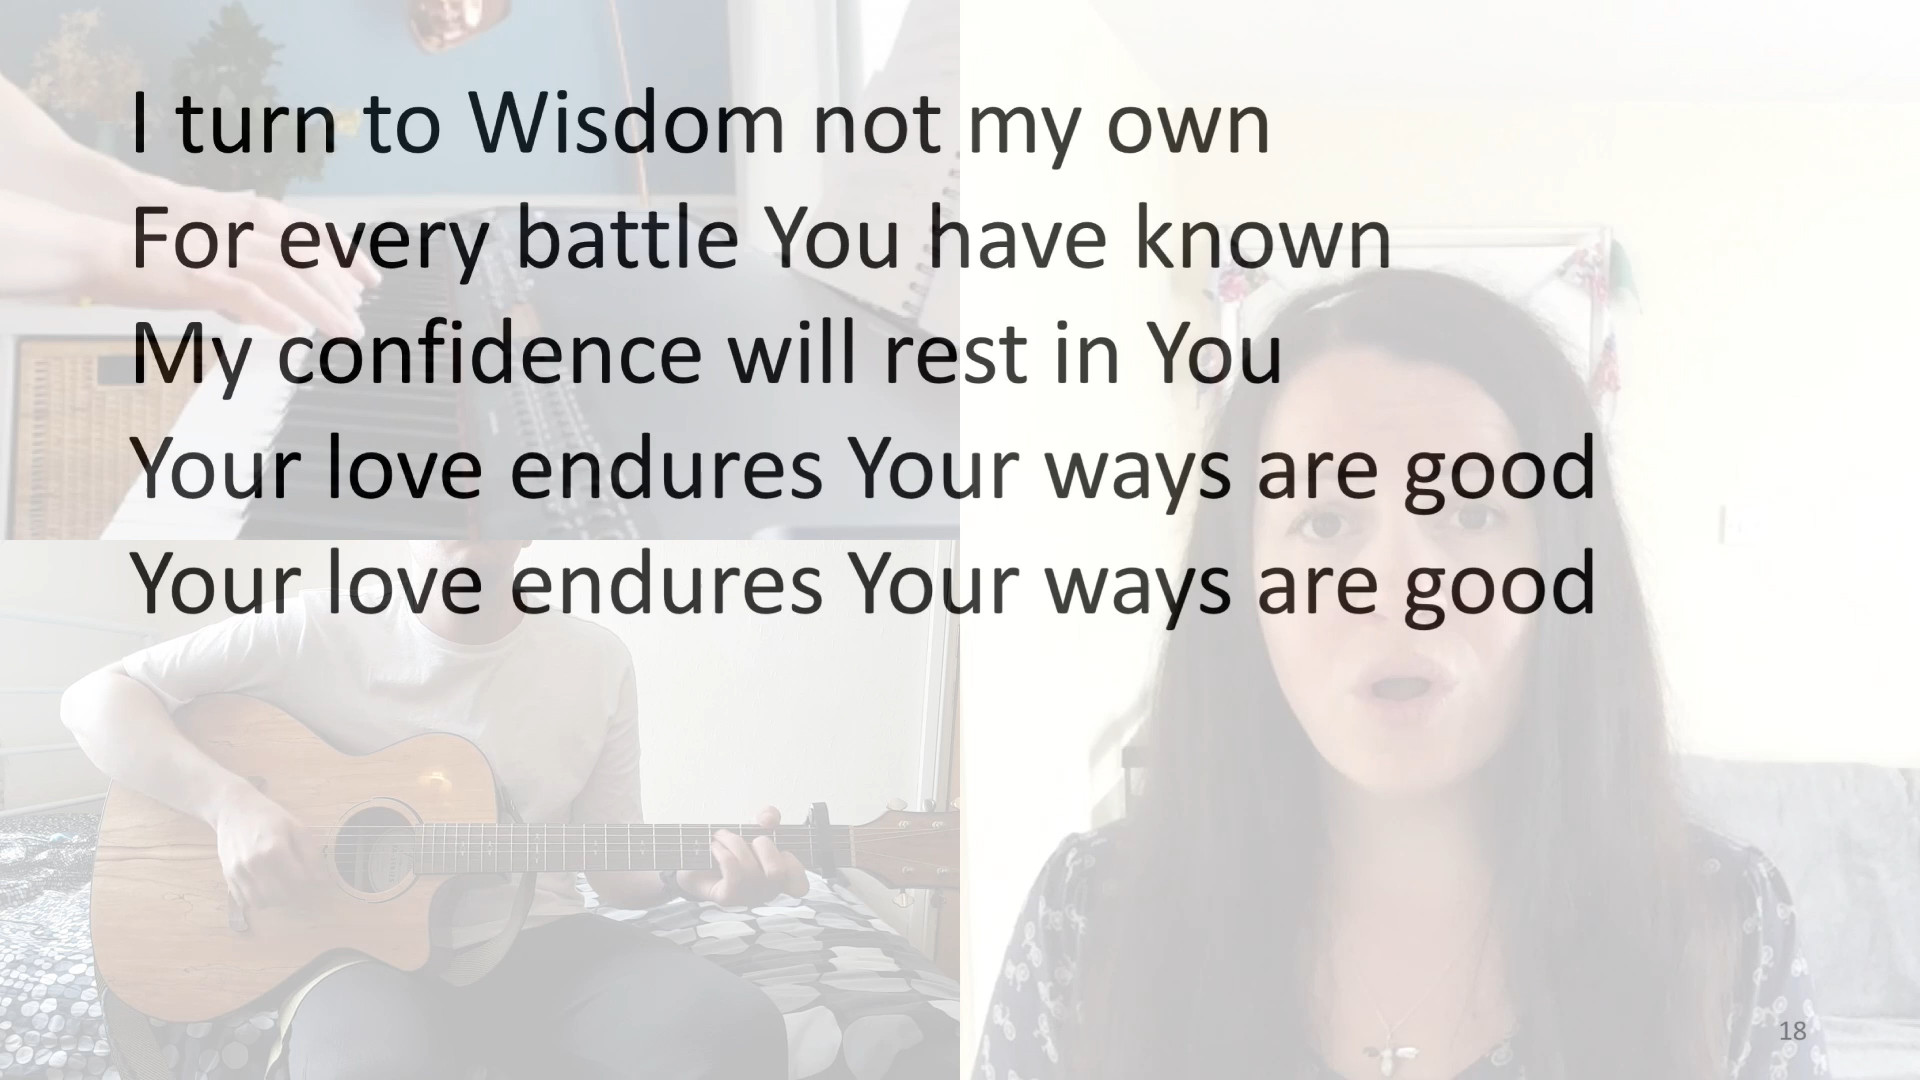 I turn to Wisdom not my own
For every battle You have known
My confidence will rest in You
Your love endures Your ways are good
Your love endures Your ways are good
18